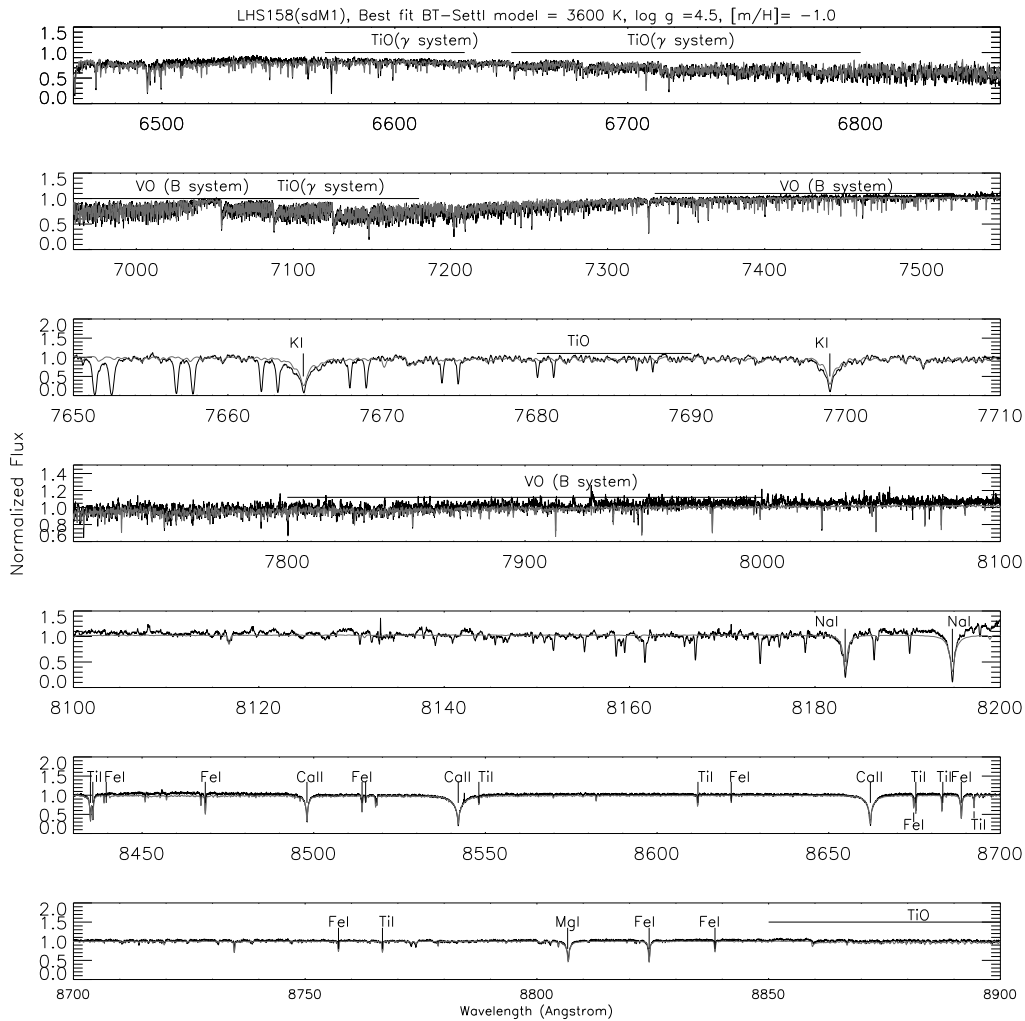 LHS158(sdM1), Best fit BT-Settl model = 3600 K, log g =4.5, [m/H]= -1.0
TiO(γ system) TiO(γ system)
1.5
1.0
0.5
0.0
6500 6600 6700 6800
VO (B system) TiO(γ system) VO (B system)
1.5
1.0
0.5
0.0
7000 7100 7200 7300 7400 7500
KI TiO KI
2.0
1.5
1.0
0.5
0.0
7650 7660 7670 7680 7690 7700 7710
VO (B system)
1.4
1.2
1.0
0.8
0.6
7800 7900 8000 8100
NaI NaI
1.5
1.0
0.5
0.0
8100 8120 8140 8160 8180 8200
TiI FeI FeI CaII FeI CaII TiI TiI FeI CaII TiI TiI FeI
FeI TiI
2.0
1.5
1.0
0.5
0.0
8450 8500 8550 8600 8650 8700
FeI TiI MgI FeI FeI TiO
2.0
1.5
1.0
0.5
0.0
8700 8750 8800 8850 8900
Wavelength (Angstrom)
Normalized Flux